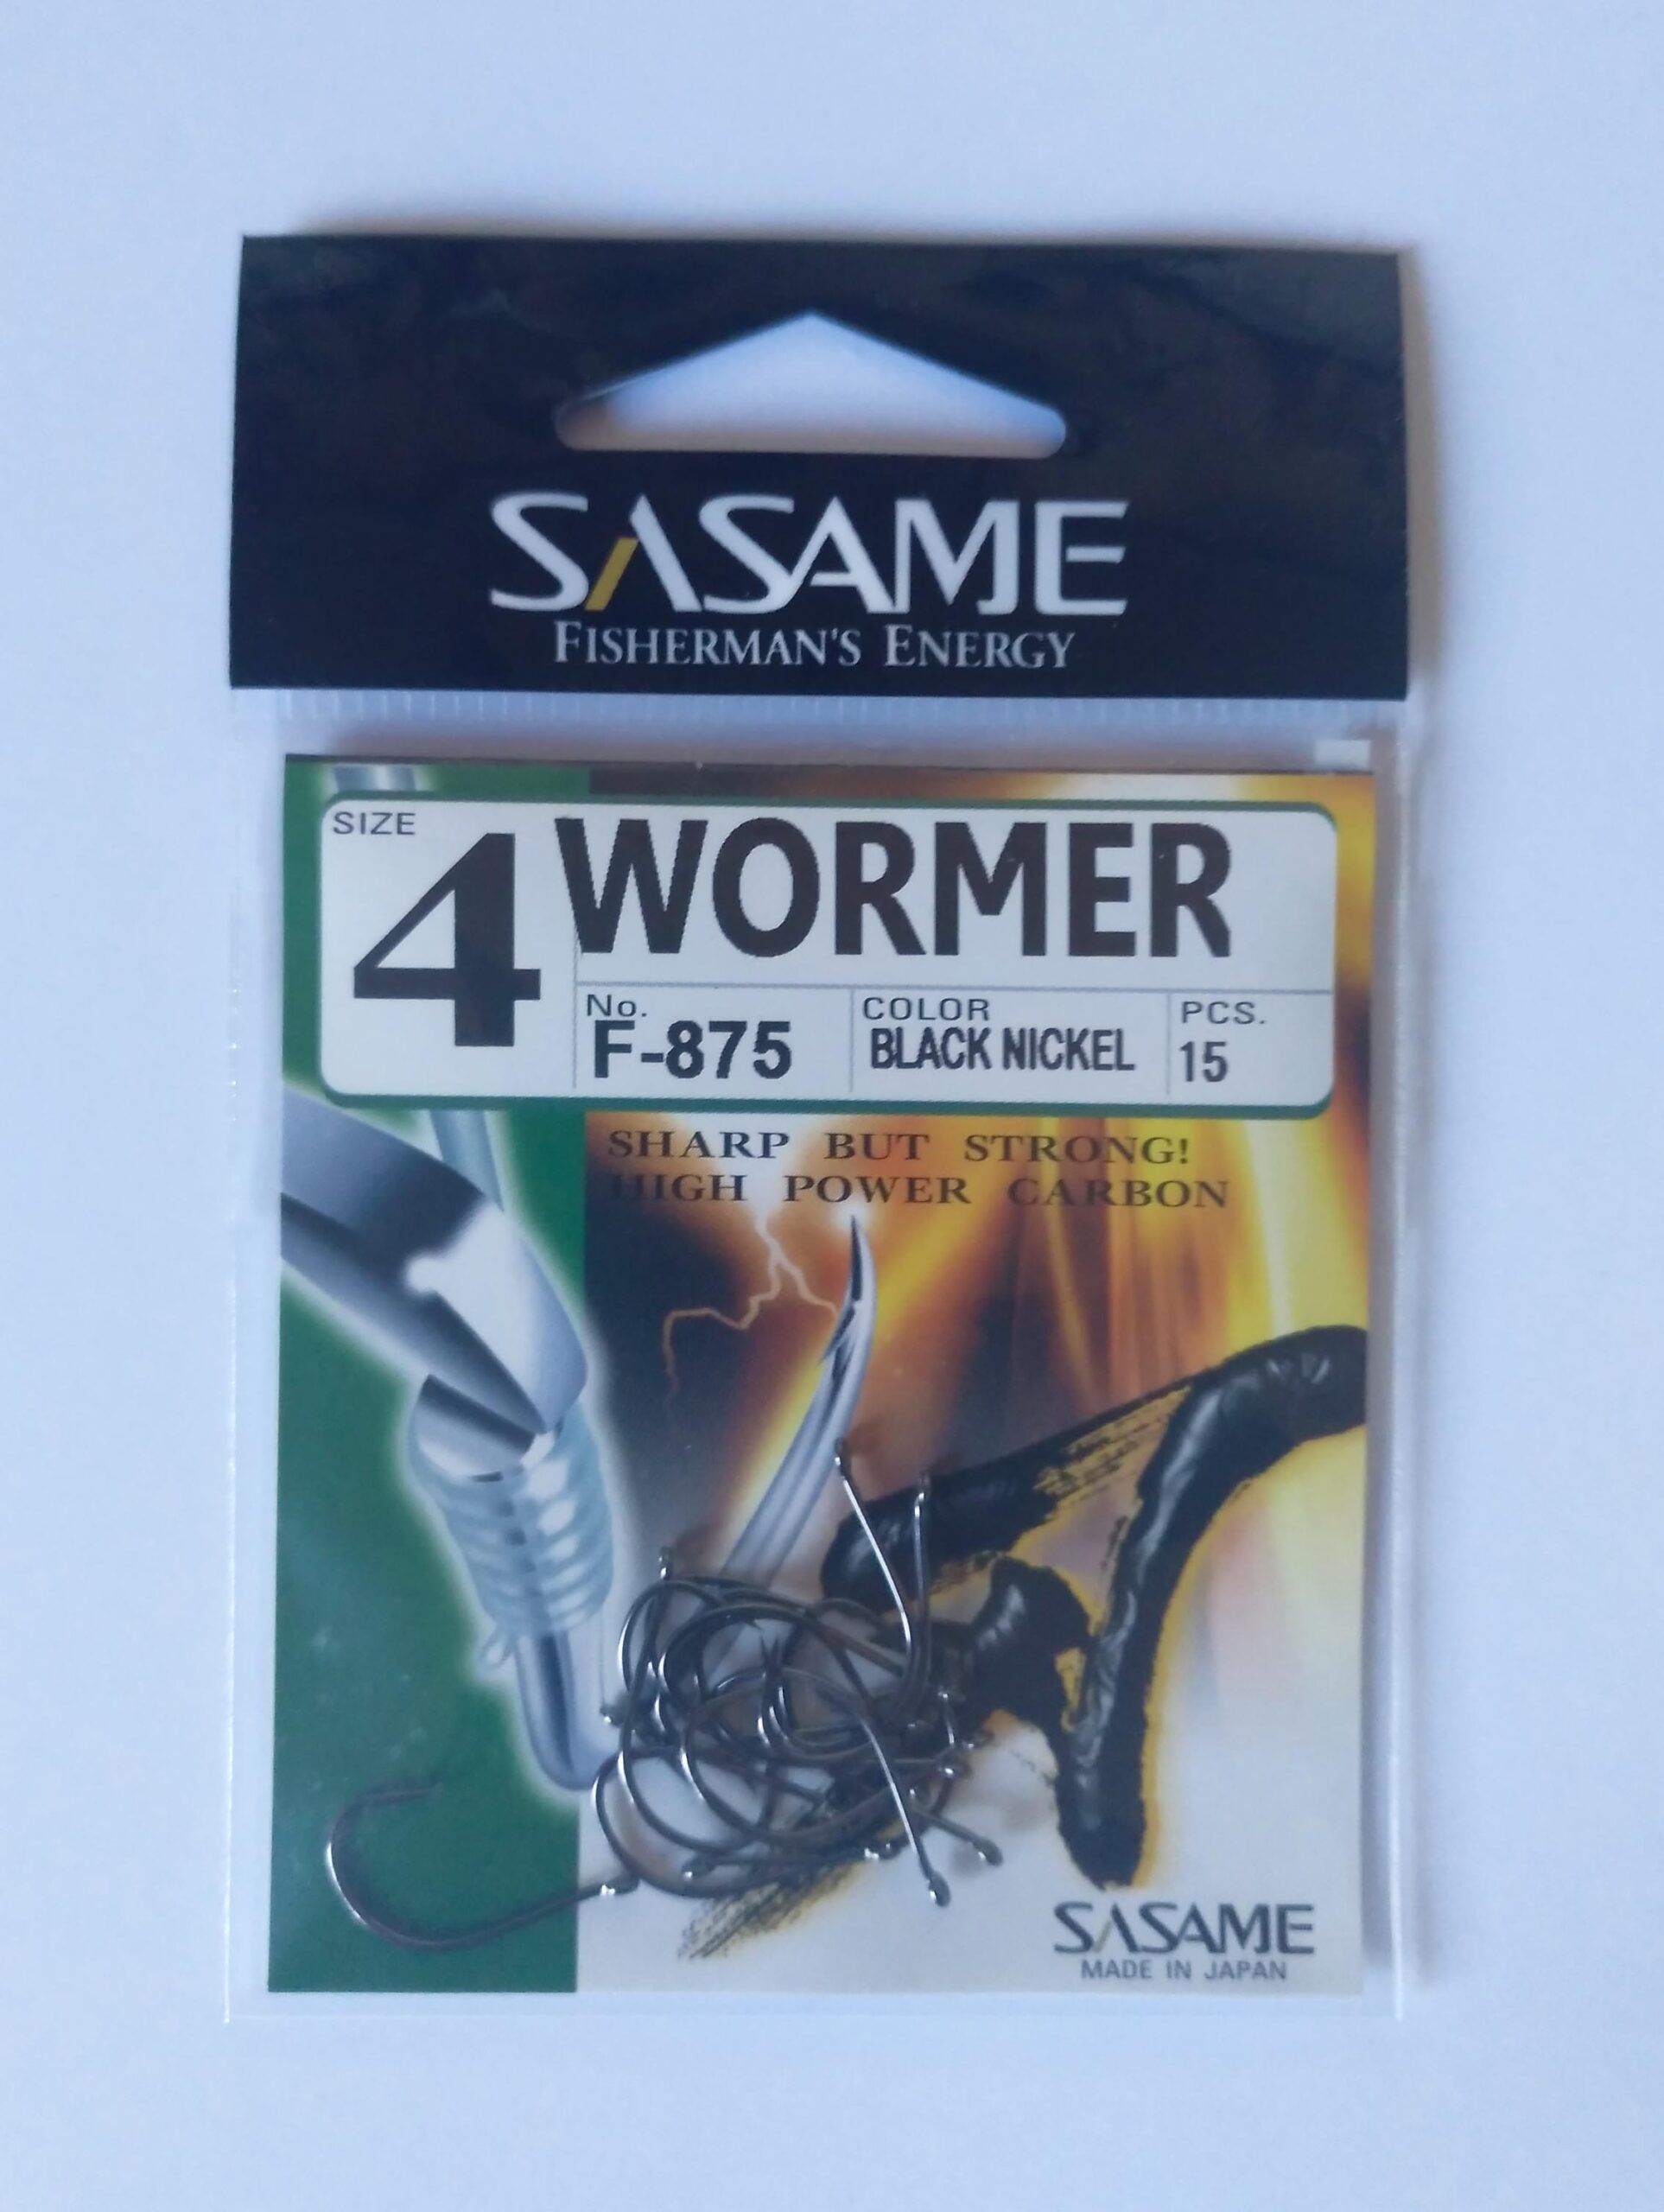 SASAME
FISHERMAN'S ENERGY
SIZE
4
WORMER
No.
F-875
COLOR
BLACK NICKEL
PCS.
15
SHARP BUT STRONG!
HIGH POWER CARBON
SASAME
MADE IN JAPAN